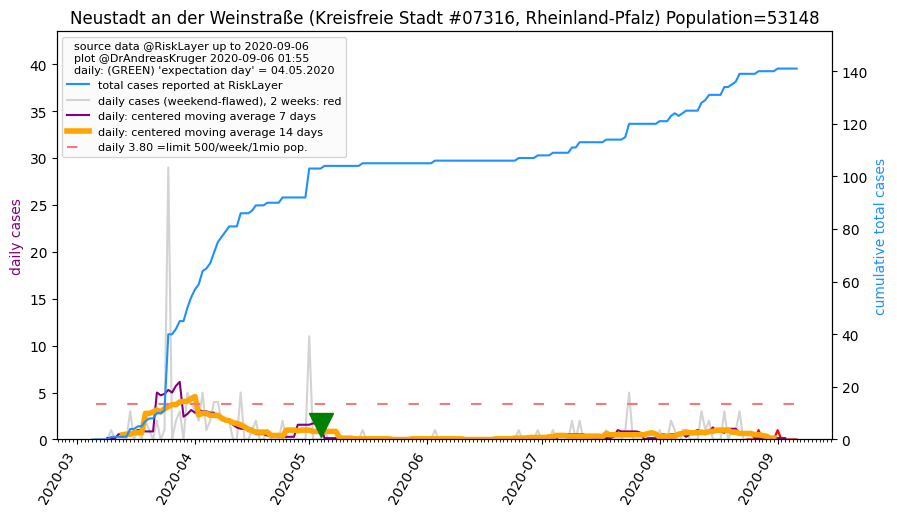 Neustadt an der Weinstraße (Kreisfreie Stadt #07316, Rheinland-Pfalz) Population=53148
source data @RiskLayer up to 2020-09-06
plot @DrAndreasKruger 2020-09-06 01:55
daily: (GREEN) 'expectation day' = 04.05.2020
total cases reported at RiskLayer
daily cases (weekend-flawed), 2 weeks: red
daily: centered moving average 7 days
daily: centered moving average 14 days
daily 3.80 =limit 500/week/1mio pop.
daily cases
40
35
30
25
20
15
10
5
0
cumulative total cases
140
120
100
80
60
40
20
0
2020-03
2020-04
2020-05
2020-06
2020-07
2020-08
2020-09